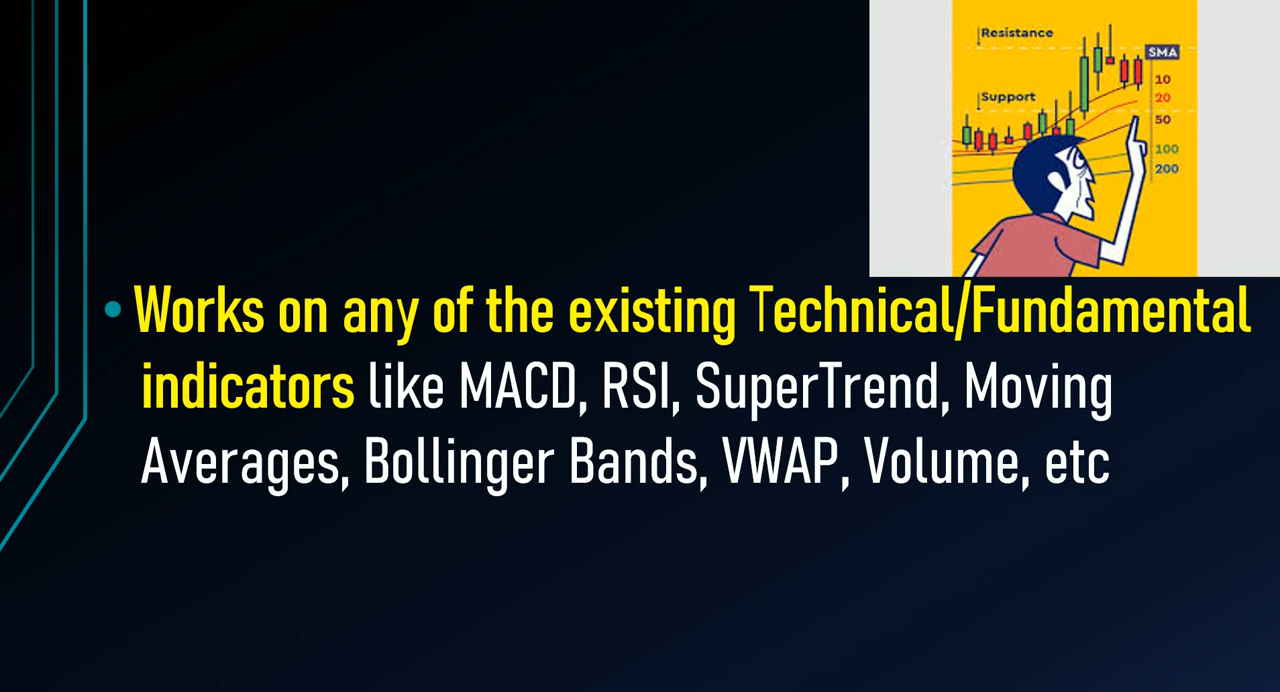 Resistance
SMA
10
Support
20
50
100
200
• Works on any of the existing Technical/Fundamental
indicators like MACD, RSI, SuperTrend, Moving
Averages, Bollinger Bands, VWAP, Volume, etc